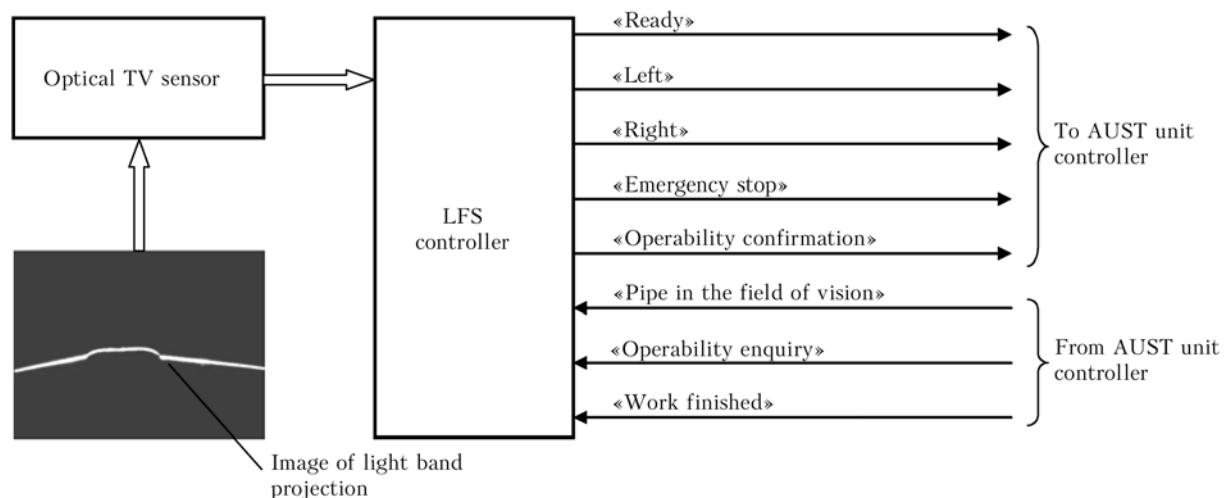 Optical TV sensor
LFS
controller
«Ready»
«Left»
«Right»
«Emergency stop»
«Operability confirmation»
«Pipe in the field of vision»
«Operability enquiry»
«Work finished»
To AUST unit
controller
From AUST unit
controller
Image of light band
projection